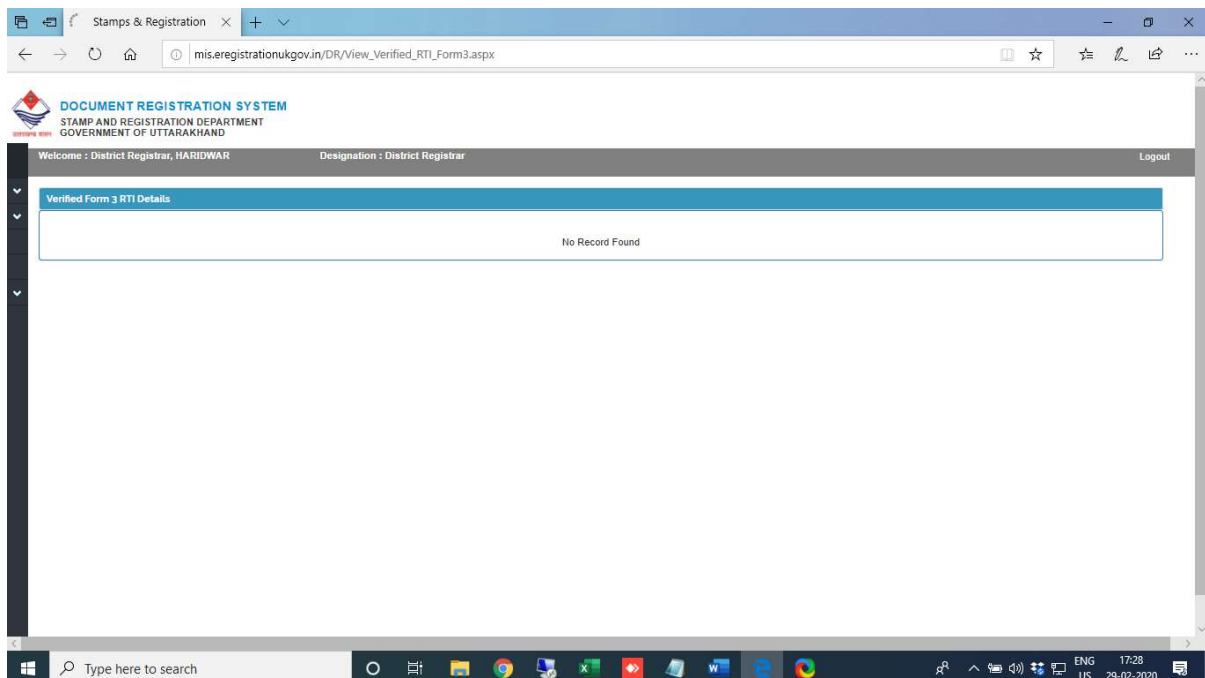 Stamps & Registration
mis.eregistrationukgov.in/DR/View_Verified_RTI_Form3.aspx
DOCUMENT REGISTRATION SYSTEM
STAMP AND REGISTRATION DEPARTMENT
GOVERNMENT OF UTTARAKHAND
Welcome : District Registrar, HARIDWAR Designation : District Registrar Logout
Verified Form 3 RTI Details
No Record Found
Type here to search
ENG 17:28
US 29-02-2020